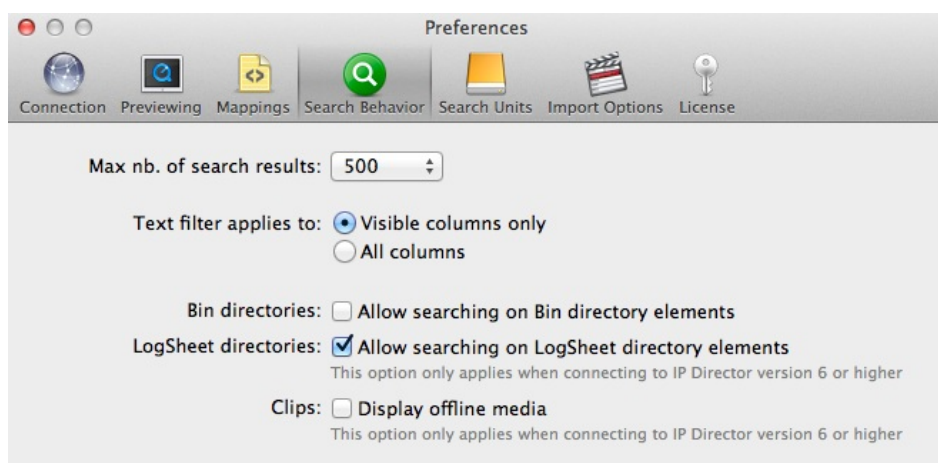 Preferences
Connection Previewing Mappings Search Behavior Search Units Import Options License
Max nb. of search results: 500
Text filter applies to: Visible columns only
All columns
Bin directories: Allow searching on Bin directory elements
LogSheet directories: Allow searching on LogSheet directory elements
This option only applies when connecting to IP Director version 6 or higher
Clips: Display offline media
This option only applies when connecting to IP Director version 6 or higher